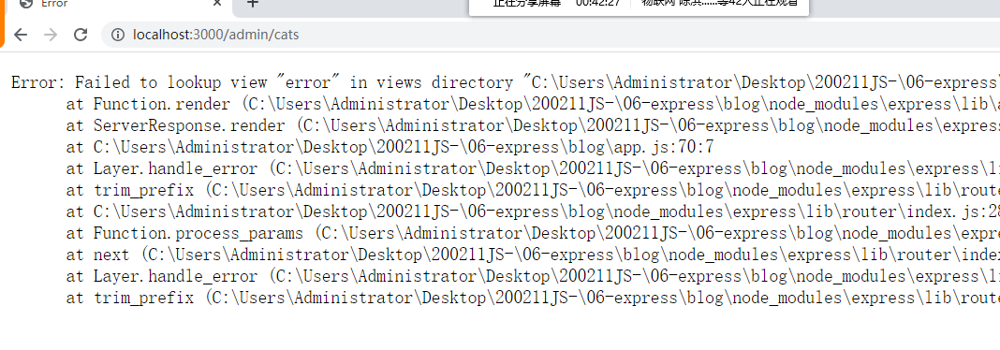 Error
正在分享屏幕 00:42:27 物联网 陈滨......等42人正在观看
localhost:3000/admin/cats
Error: Failed to lookup view "error" in views directory "C:\Users\Administrator\Desktop\200211JS-\06-express\
at Function.render (C:\Users\Administrator\Desktop\200211JS-\06-express\blog\node_modules\express\lib\a
at ServerResponse.render (C:\Users\Administrator\Desktop\200211JS-\06-express\blog\node_modules\expres
at C:\Users\Administrator\Desktop\200211JS-\06-express\blog\app.js:70:7
at Layer.handle_error (C:\Users\Administrator\Desktop\200211JS-\06-express\blog\node_modules\express\li
at trim_prefix (C:\Users\Administrator\Desktop\200211JS-\06-express\blog\node_modules\express\lib\route
at C:\Users\Administrator\Desktop\200211JS-\06-express\blog\node_modules\express\lib\router\index.js:28
at Function.process_params (C:\Users\Administrator\Desktop\200211JS-\06-express\blog\node_modules\expre
at next (C:\Users\Administrator\Desktop\200211JS-\06-express\blog\node_modules\express\lib\router\index
at Layer.handle_error (C:\Users\Administrator\Desktop\200211JS-\06-express\blog\node_modules\express\li
at trim_prefix (C:\Users\Administrator\Desktop\200211JS-\06-express\blog\node_modules\express\lib\route